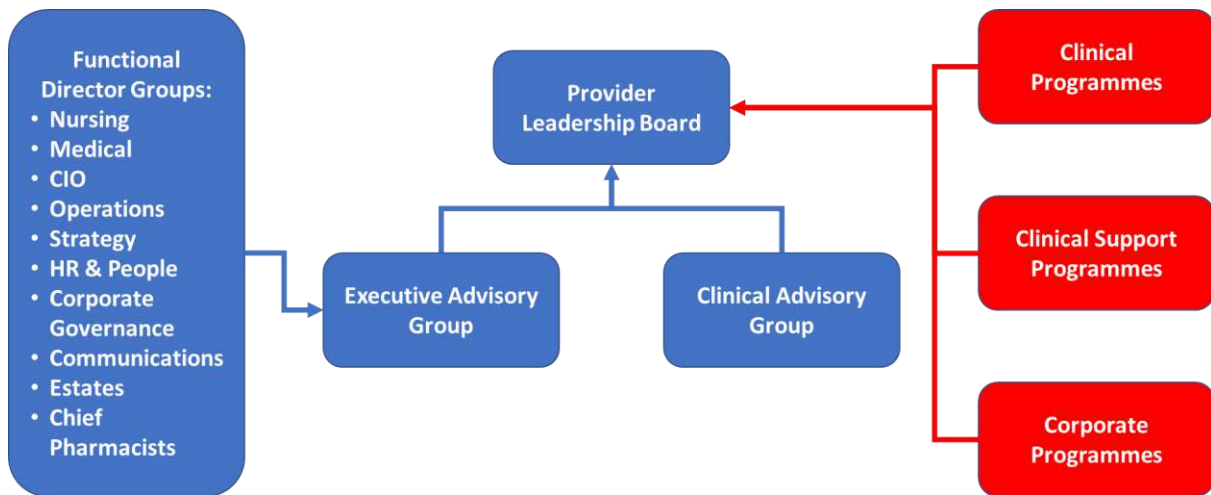 Functional
Director Groups:
• Nursing
• Medical
• CIO
• Operations
• Strategy
• HR & People
• Corporate
Governance
• Communications
• Estates
• Chief
Pharmacists
Provider
Leadership Board
Executive Advisory
Group
Clinical Advisory
Group
Clinical
Programmes
Clinical Support
Programmes
Corporate
Programmes